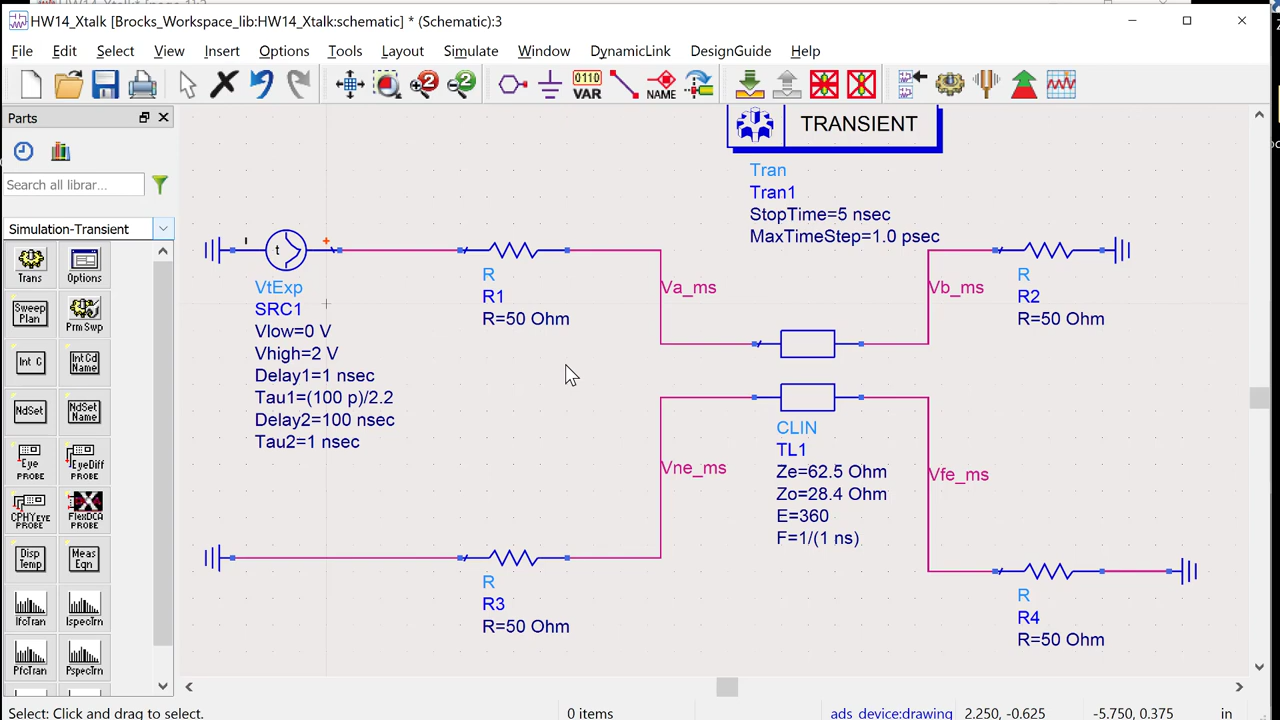 HW14_Xtalk [Brocks_Workspace_lib:HW14_Xtalk:schematic] * (Schematic):3
File Edit Select View Insert Options Tools Layout Simulate Window DynamicLink DesignGuide Help
2 2 0110 VAR NAME
Parts
Search all librar...
Simulation-Transient
Trans Options
Sweep Plan Prm Swp
Int C Int Cd Name
NdSet NdSet Name
Eye PROBE EyeDiff PROBE
CPHYEYE PROBE FlexDCA PROBE
Disp Temp Meas Eqn
IfcTran IspecTrn
PfcTran PspecTrn
TRANSIENT
Tran
Tran1
StopTime=5 nsec
MaxTimeStep=1.0 psec
t
VtExp
SRC1
Vlow=0 V
Vhigh=2 V
Delay1=1 nsec
Tau1=(100 p)/2.2
Delay2=100 nsec
Tau2=1 nsec
R
R1
R=50 Ohm
Va_ms
Vb_ms
R
R2
R=50 Ohm
Vne_ms
CLIN
TL1
Ze=62.5 Ohm
Zo=28.4 Ohm
E=360
F=1/(1 ns)
Vfe_ms
R
R3
R=50 Ohm
R
R4
R=50 Ohm
Select: Click and drag to select. 0 items ads_device:drawing 2.250, -0.625 -5.750, 0.375 in